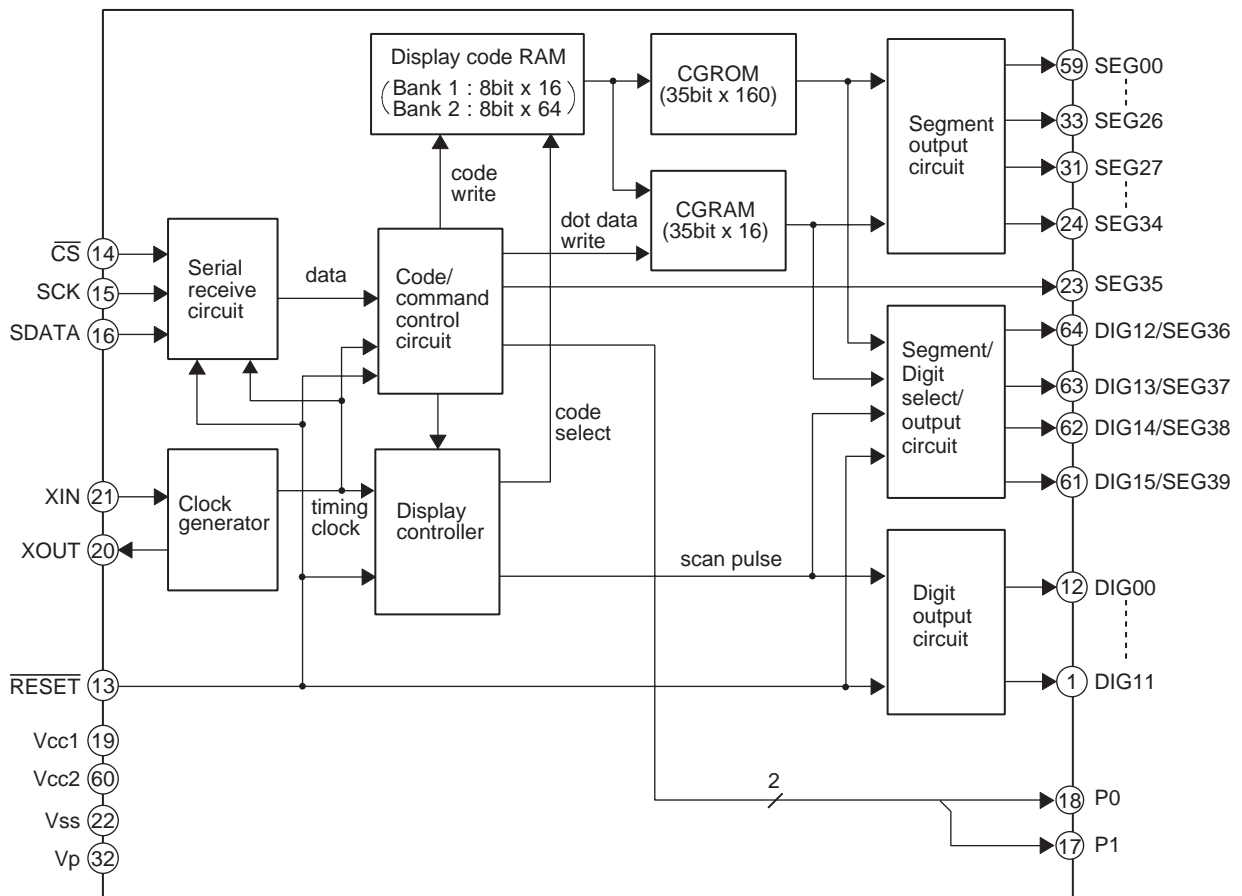 Display code RAM
(Bank 1 : 8bit x 16
Bank 2 : 8bit x 64)
CGROM
(35bit x 160)
CGRAM
(35bit x 16)
Segment
output
circuit
59 SEG00
33 SEG26
31 SEG27
24 SEG34
23 SEG35
code
write
dot data
write
CS 14
SCK 15
SDATA 16
Serial
receive
circuit
data
Code/
command
control
circuit
Segment/
Digit
select/
output
circuit
64 DIG12/SEG36
63 DIG13/SEG37
62 DIG14/SEG38
61 DIG15/SEG39
code
select
XIN 21
XOUT 20
Clock
generator
timing
clock
Display
controller
scan pulse
Digit
output
circuit
12 DIG00
1 DIG11
RESET 13
Vcc1 19
Vcc2 60
Vss 22
Vp 32
2
18 P0
17 P1